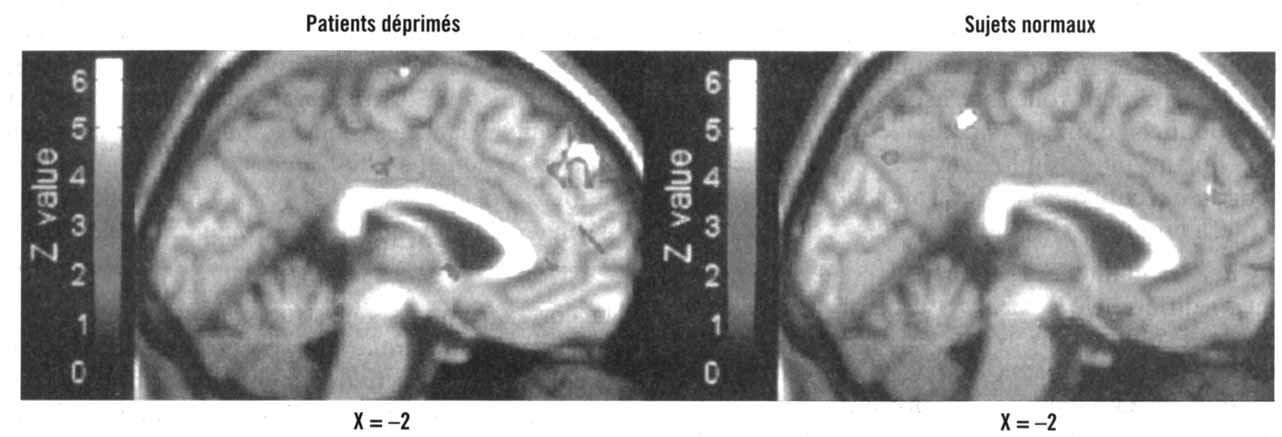 Patients déprimés
Sujets normaux
6
5
4
3
2
1
0
Z value
6
5
4
3
2
1
0
Z value
X = –2
X = –2